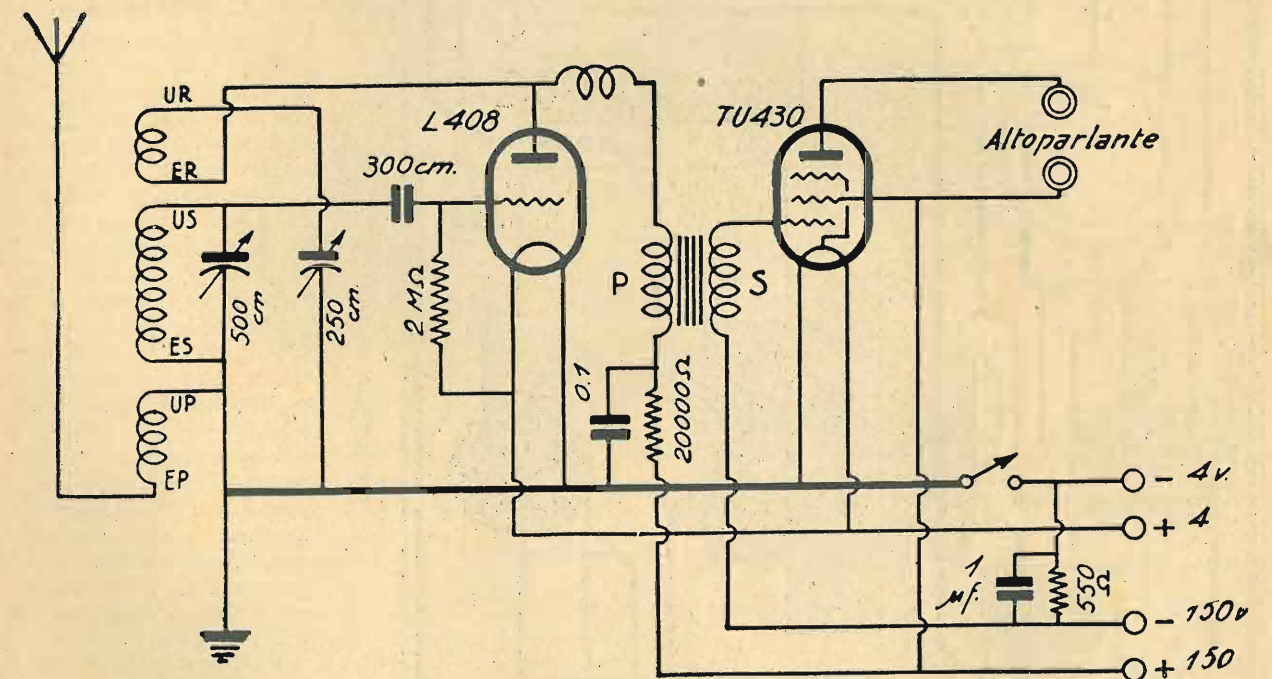 UR
ER
US
ES
UP
EP
500
cm
250
cm.
300cm.
2 MΩ
L408
0.1
20000Ω
P
S
TU430
Altoparlante
1
µf.
550
Ω
- 4v.
+ 4
- 150v
+ 150